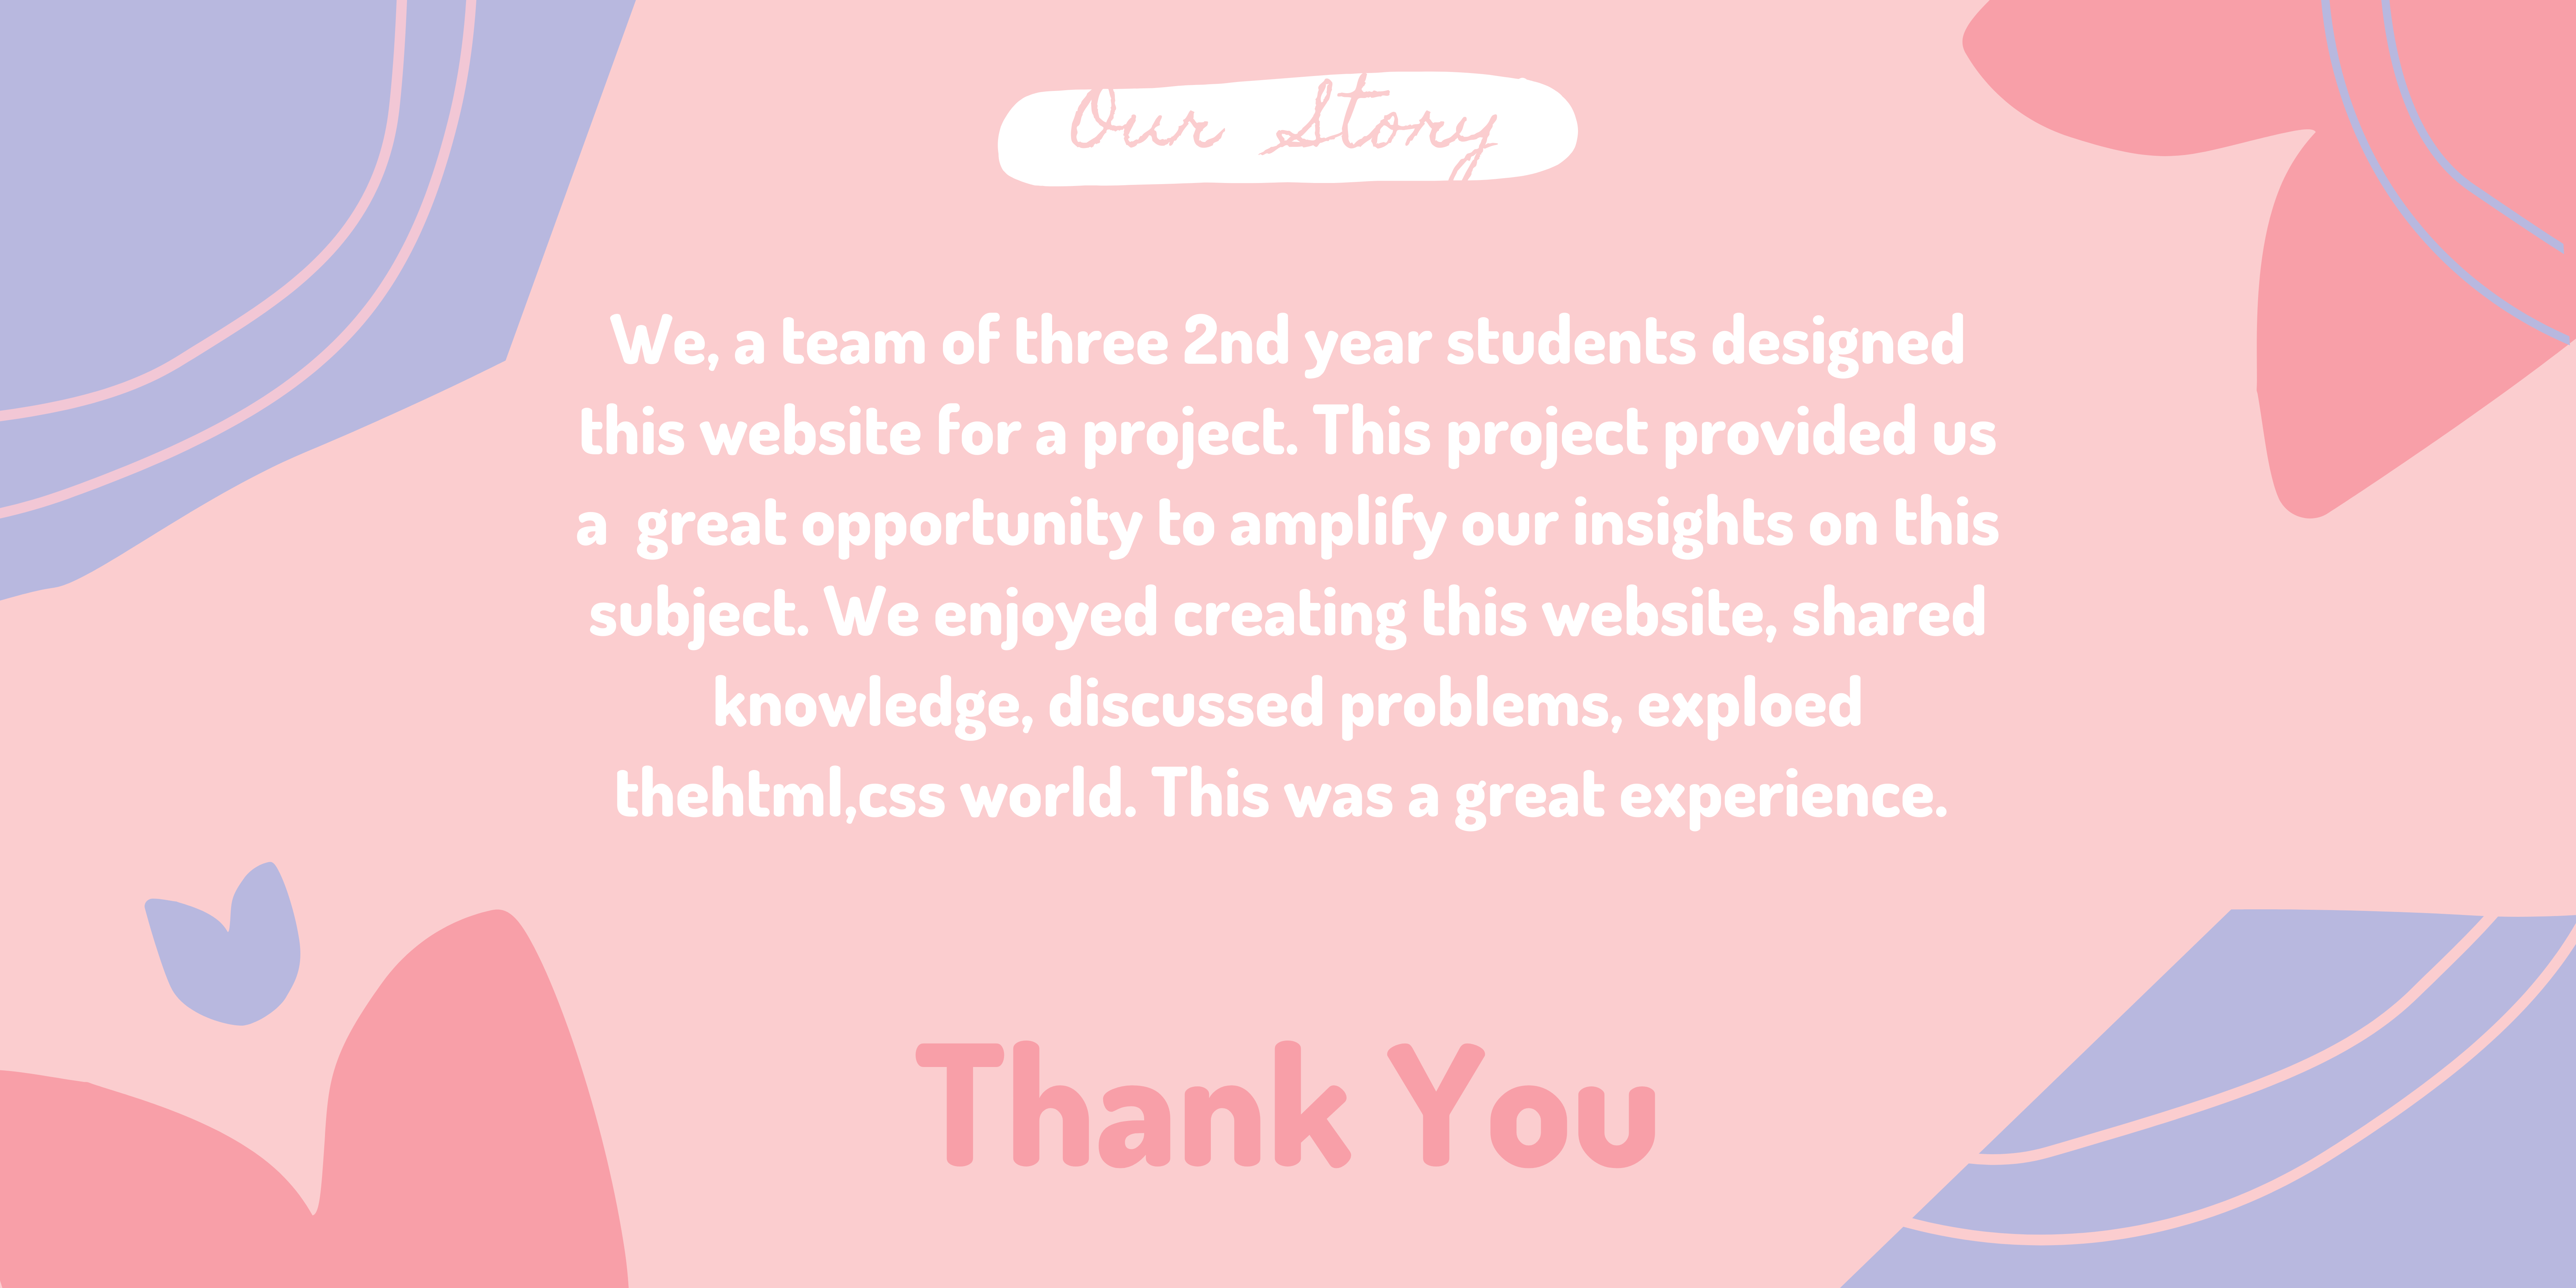 Our Story
We, a team of three 2nd year students designed
this website for a project. This project provided us
a  great opportunity to amplify our insights on this
subject. We enjoyed creating this website, shared
knowledge, discussed problems, exploed
thehtml,css world. This was a great experience.
Thank You